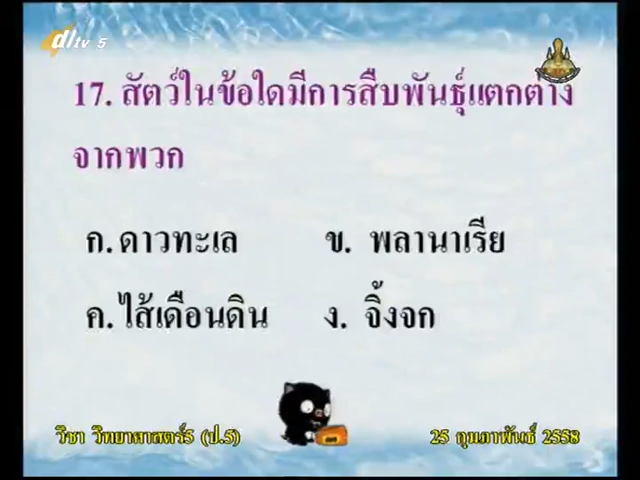 dltv 5
17. สัตว์ในข้อใดมีการสืบพันธุ์แตกต่าง
จากพวก
ก. ดาวทะเล ข. พลานาเรีย
ค. ไส้เดือนดิน ง. จิ้งจก
วิชา วิทยาศาสตร์5 (ป.5) 25 กุมภาพันธ์ 2558